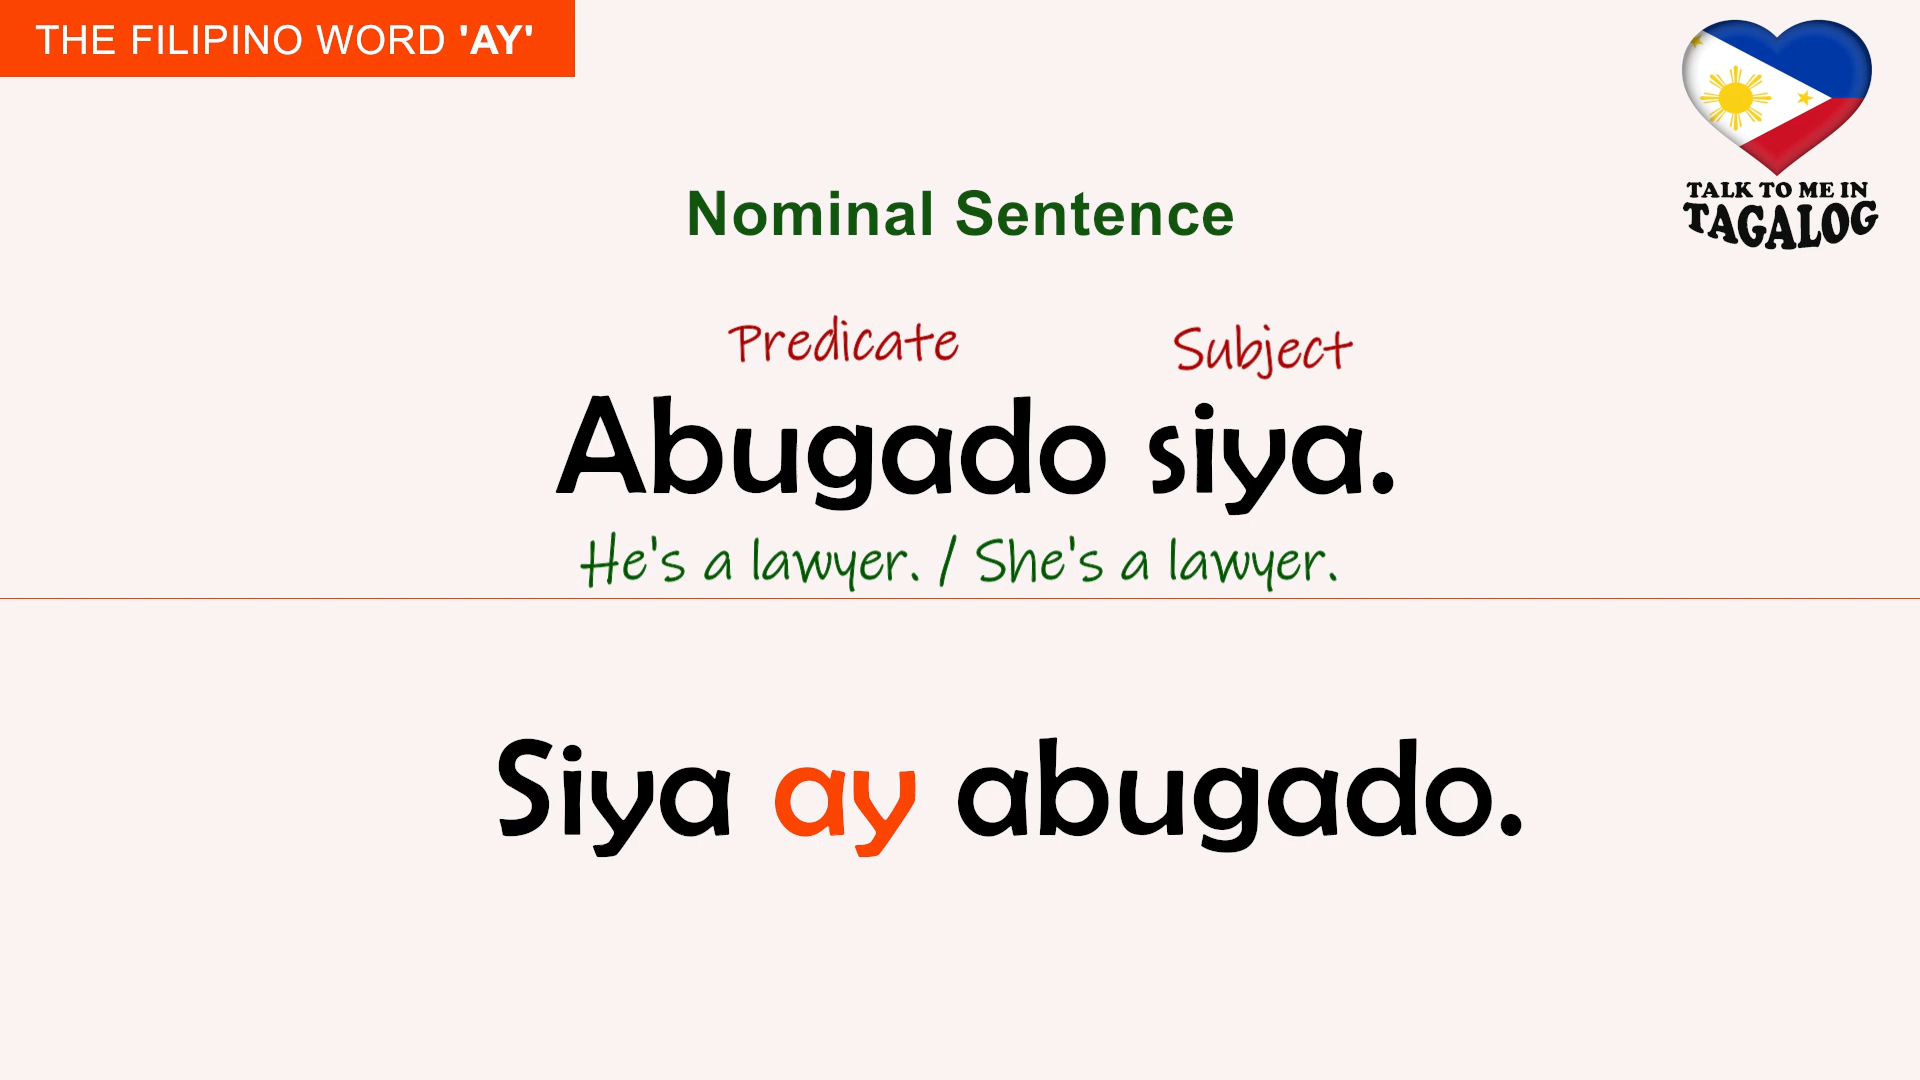 THE FILIPINO WORD 'AY'
TALK TO ME IN
TAGALOG
Nominal Sentence
Predicate Subject
Abugado siya.
He's a lawyer. / She's a lawyer.
Siya ay abugado.